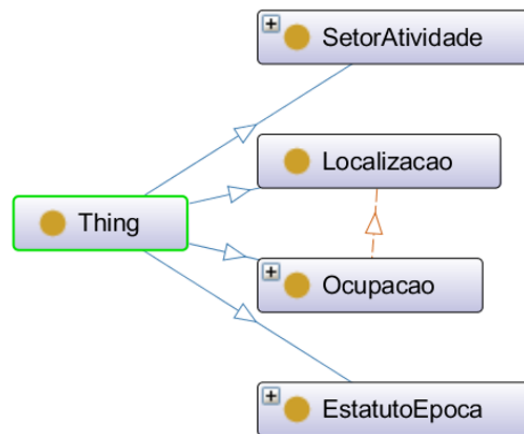 SetorAtividade
Localizacao
Thing
Ocupacao
EstatutoEpoca